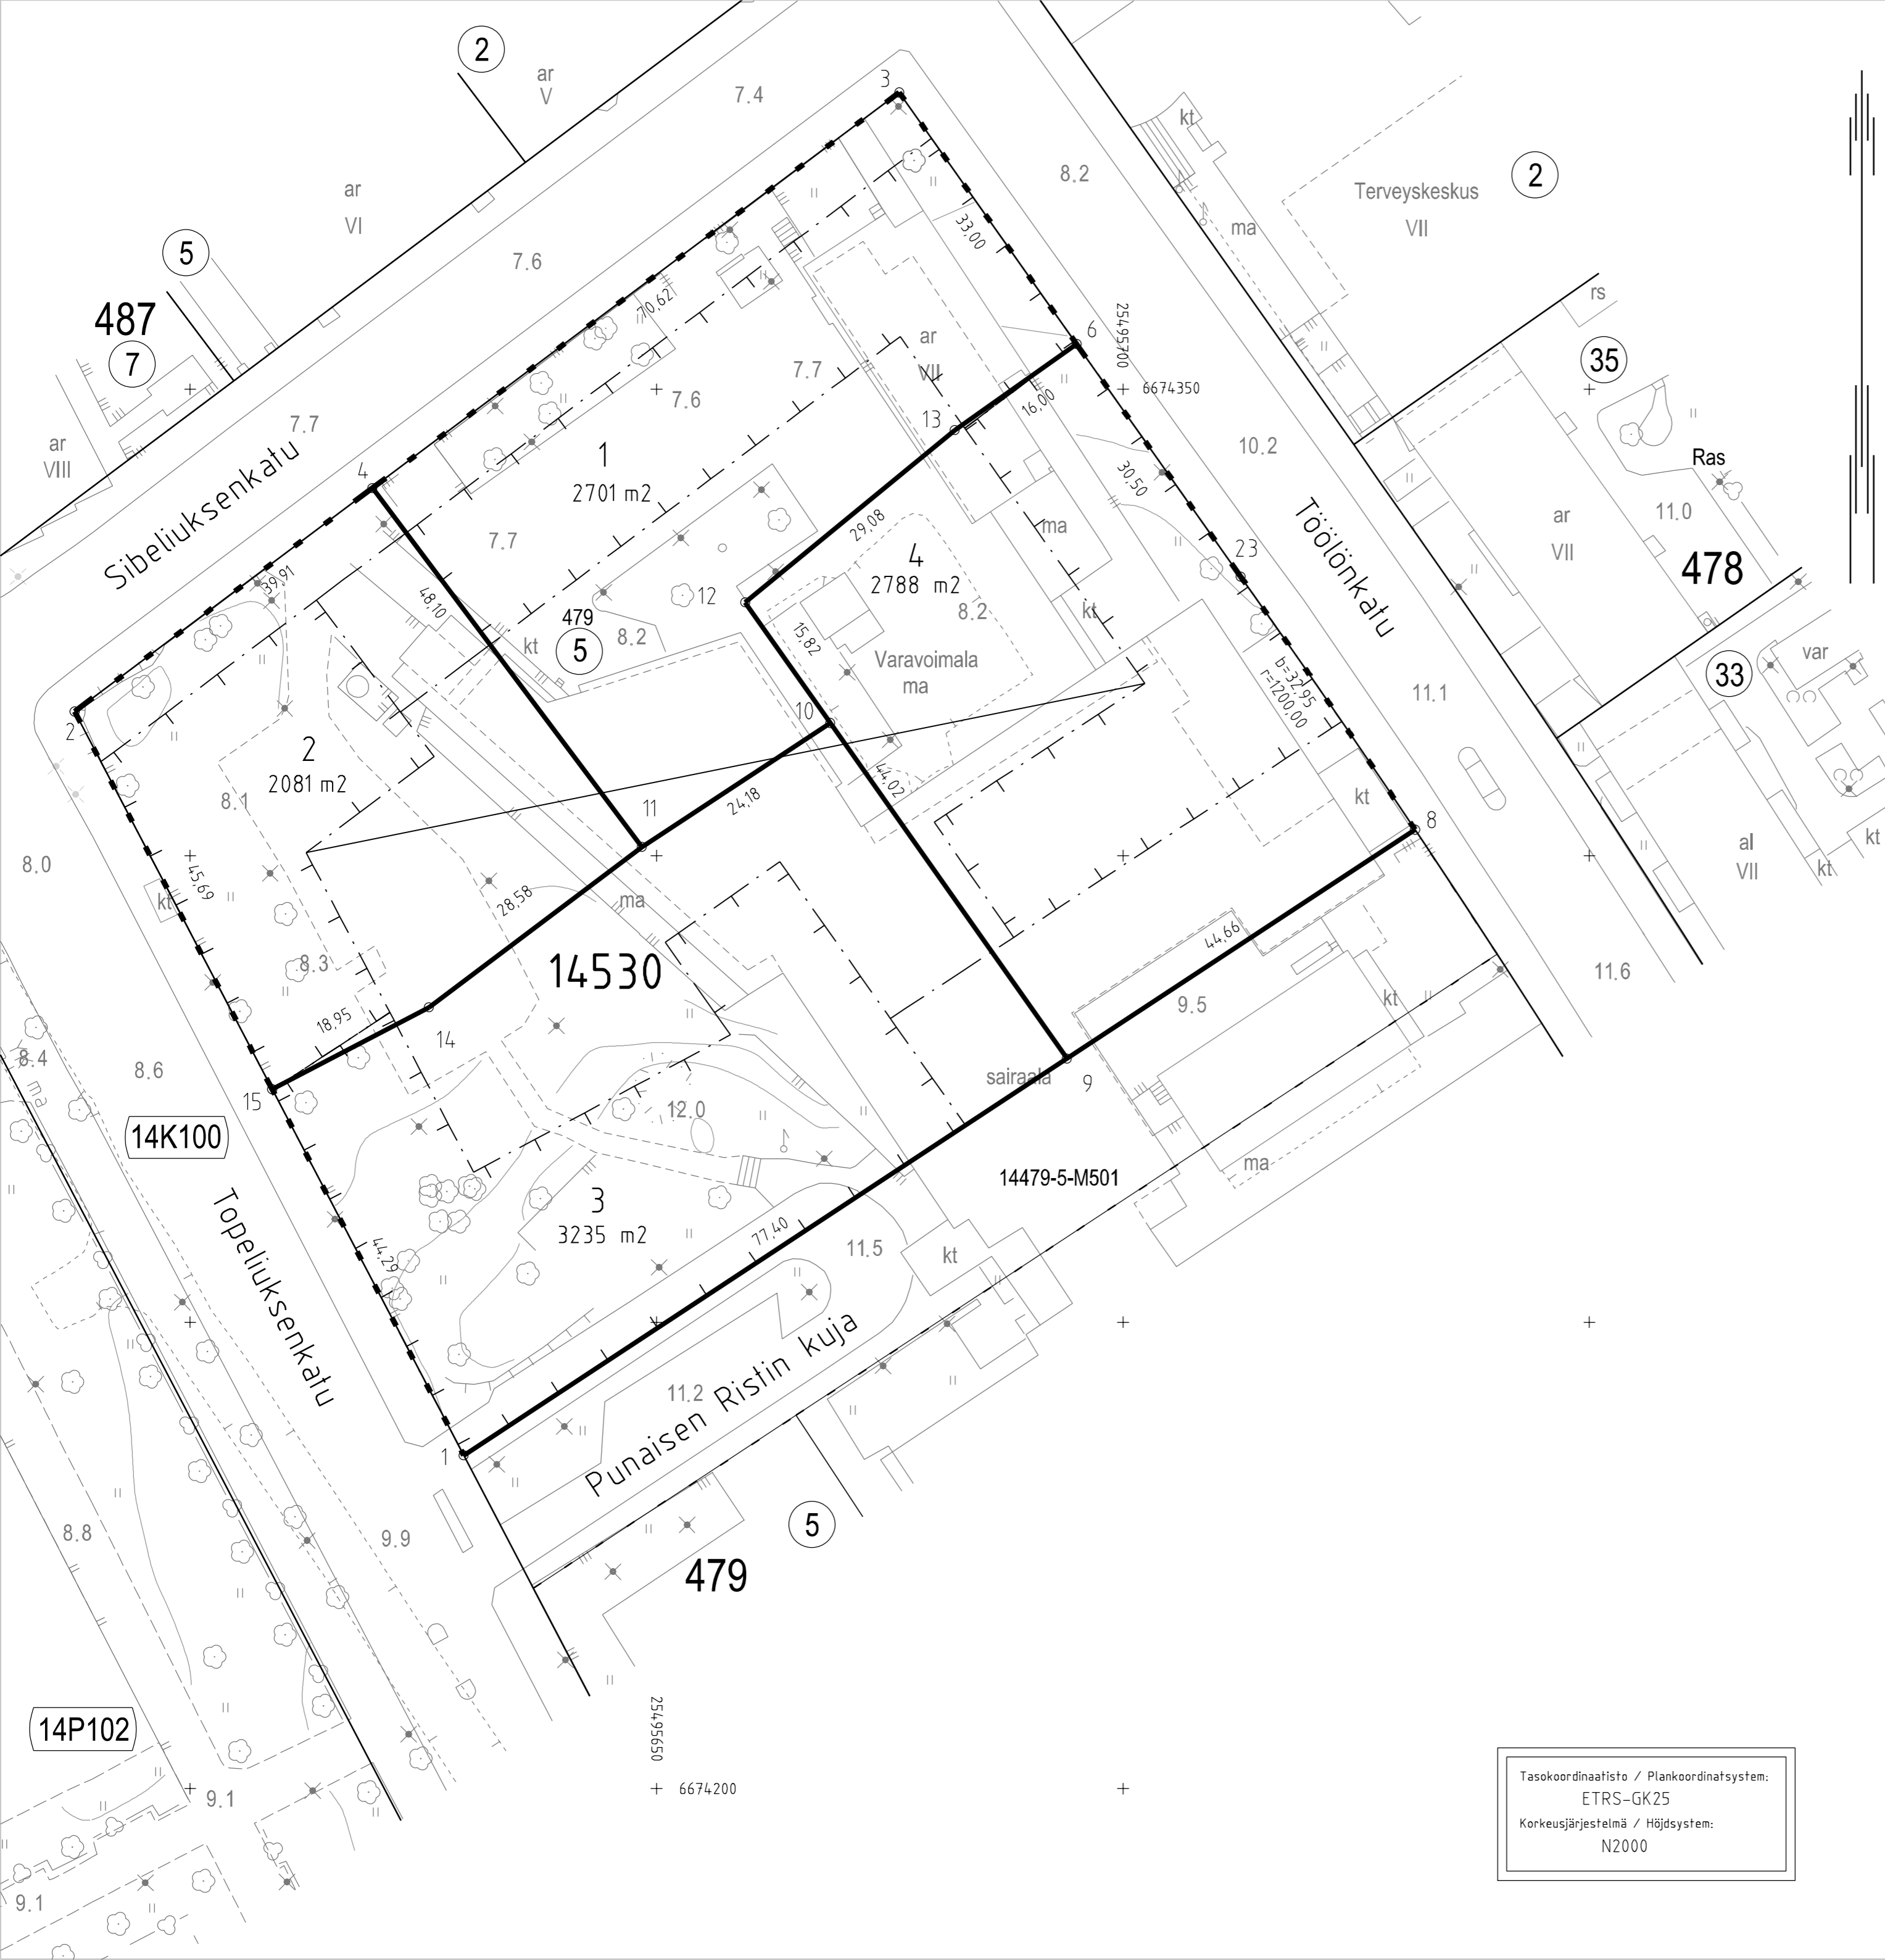 2
ar
V
7.4
3
8.2
kt
Terveyskeskus
VII
2
ma
ar
VI
5
7.6
33,00
487
7
70,62
rs
35
6
25495700
6674350
ar
VII
7.7
7.6
16,00
13
7.7
ar
VIII
Sibeliuksenkatu
4
1
2701 m2
7.7
10.2
30,50
Ras
11.0
478
ar
VII
29,08
ma
4
2788 m2
8.2
23
Töölönkatu
39,91
48,10
12
479
5
kt
8.2
15,82
kt
Varavoimala
ma
b=32,95
r=1200,00
11.1
33
var
2
2
2081 m2
8.1
10
44,02
11
24,18
kt
8
al
VII
kt
kt
8.0
45,69
kt
28,58
ma
8.3
14530
44,66
11.6
9.5
kt
18,95
14
15
8.4
ma
8.6
14K100
sairaala
9
12.0
14479-5-M501
ma
3
3235 m2
77,40
11.5
kt
44,29
Topeliuksenkatu
11.2
Punaisen Ristin kuja
1
5
479
8.8
9.9
25495650
6674200
14P102
9.1
9.1
Tasokoordinaatisto / Plankoordinatsystem:
ETRS-GK25
Korkeusjärjestelmä / Höjdsystem:
N2000